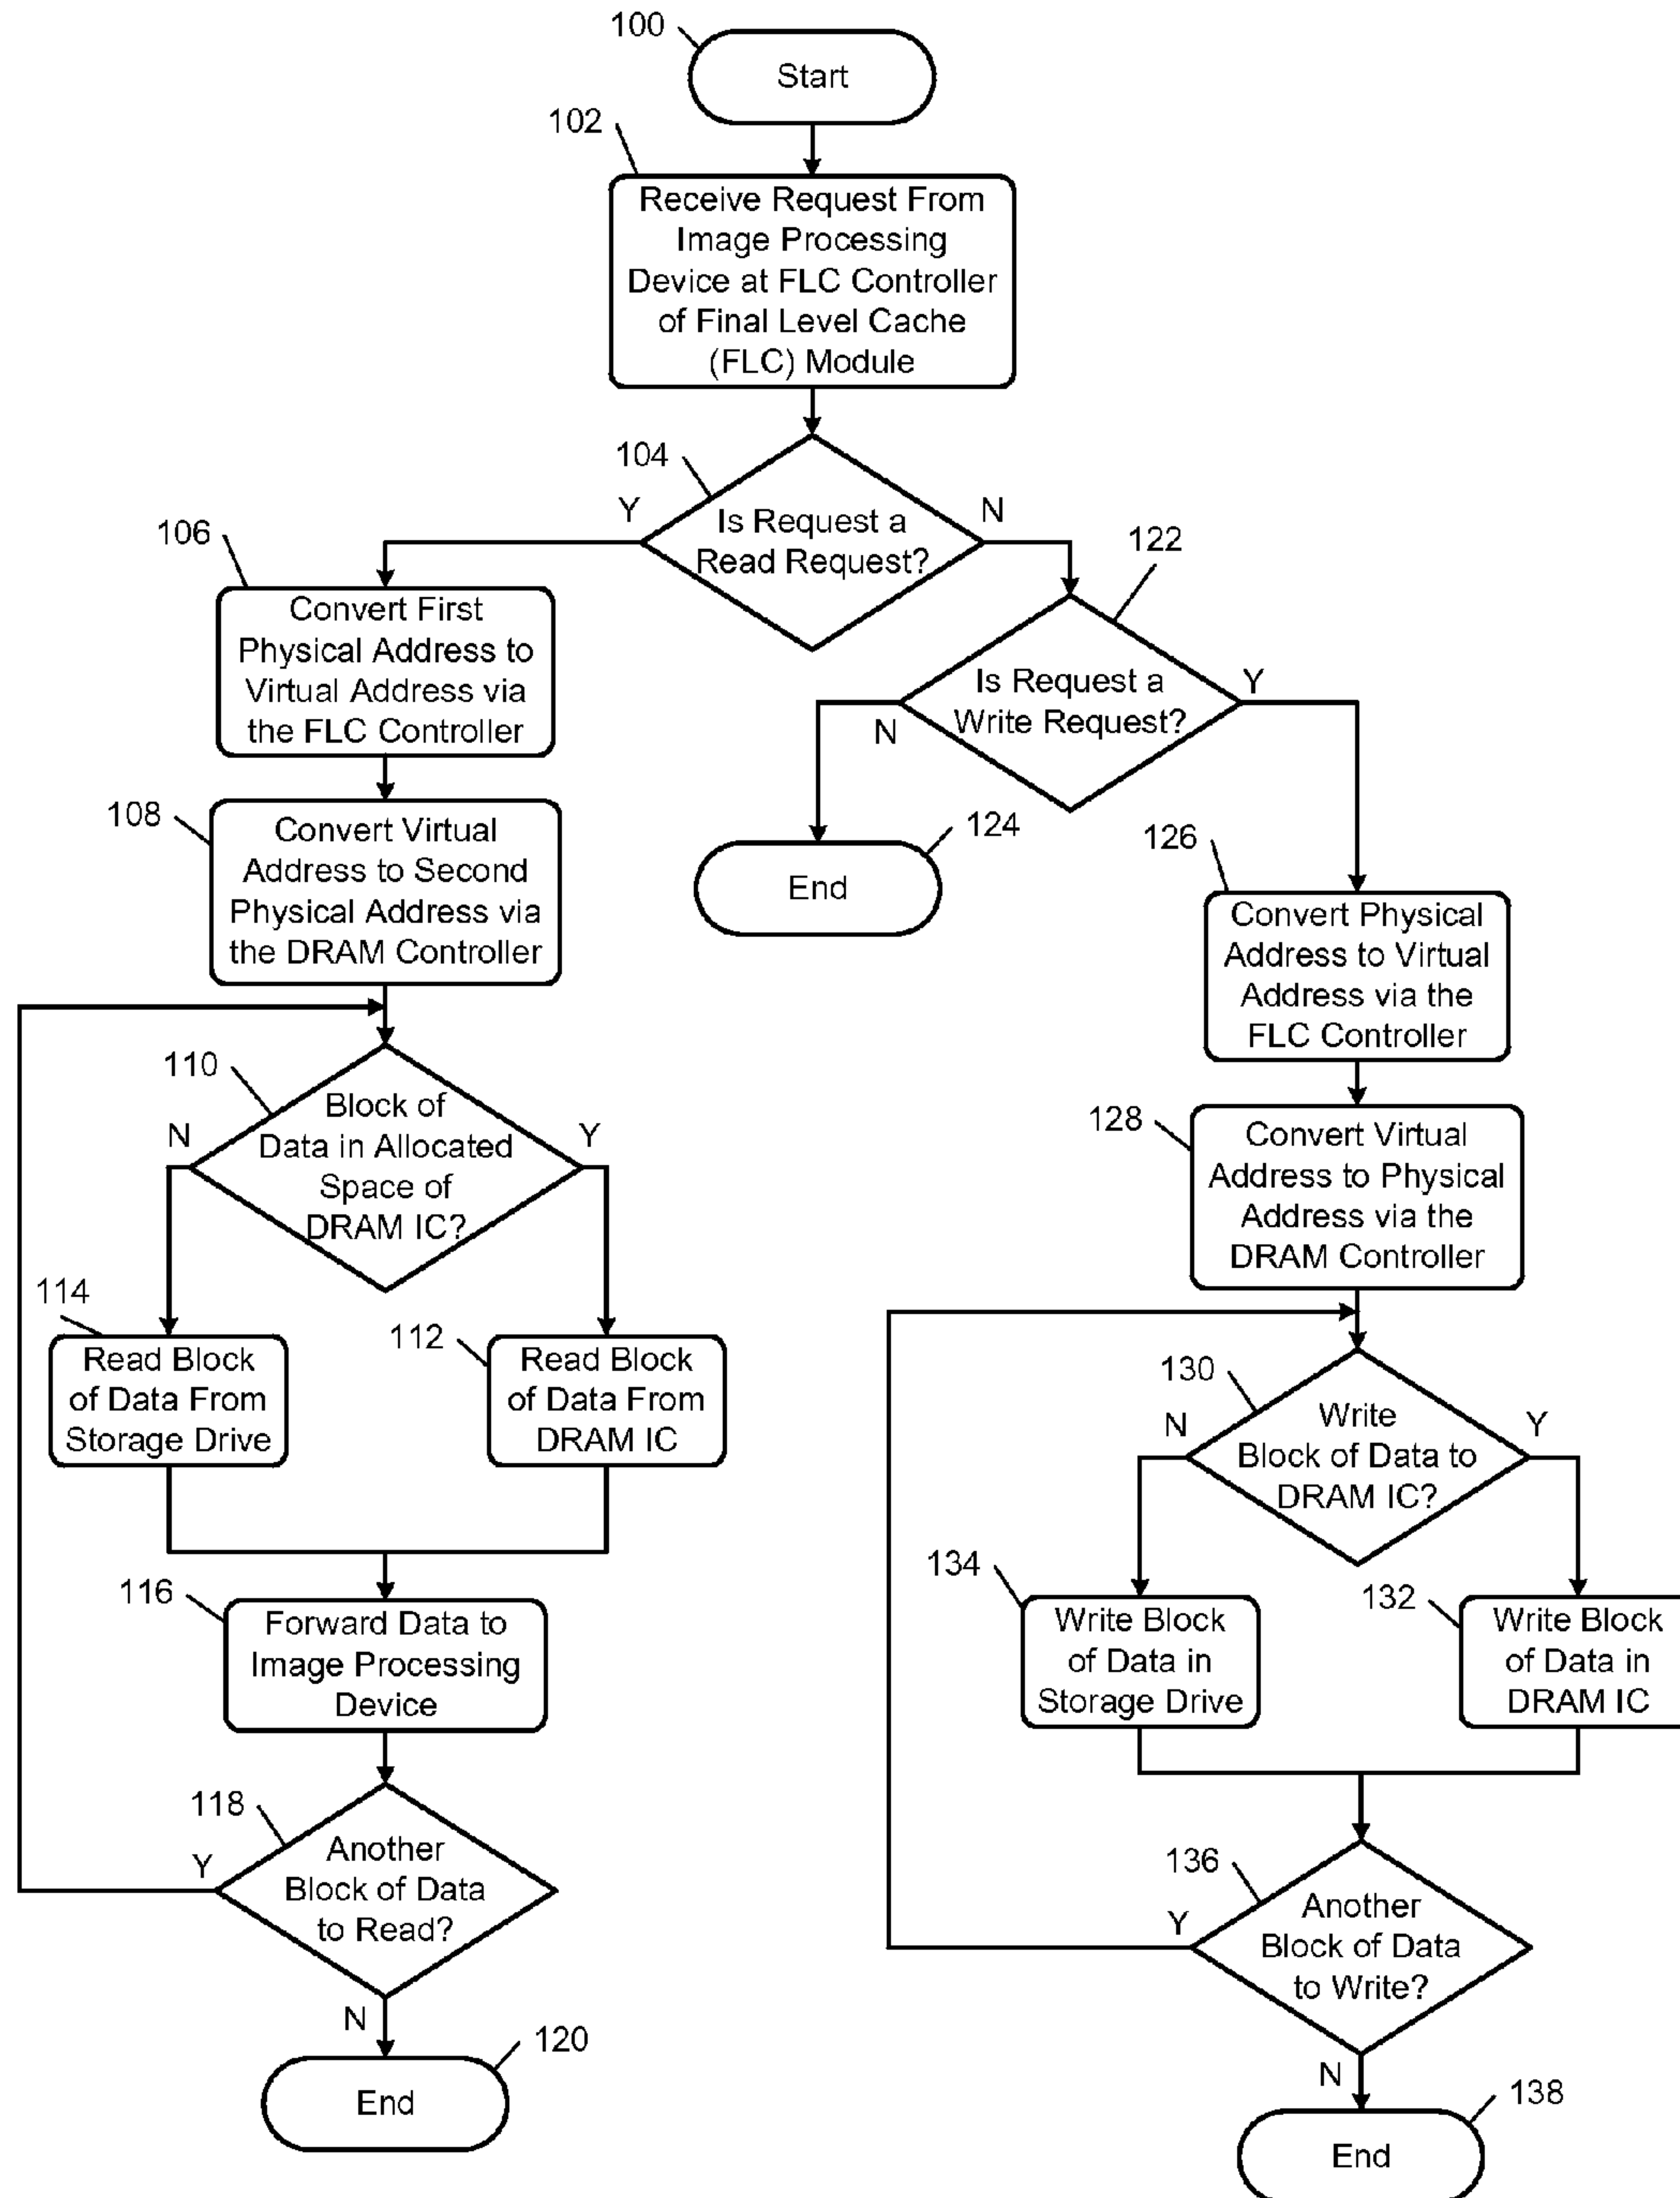 100
Start
102
Receive Request From
Image Processing
Device at FLC Controller
of Final Level Cache
(FLC) Module
104
Y
N
Is Request a
Read Request?
106
Convert First
Physical Address to
Virtual Address via
the FLC Controller
122
Is Request a
Write Request?
N
Y
108
Convert Virtual
Address to Second
Physical Address via
the DRAM Controller
124
End
126
Convert Physical
Address to Virtual
Address via the
FLC Controller
110
N
Y
Block of
Data in Allocated
Space of
DRAM IC?
128
Convert Virtual
Address to Physical
Address via the
DRAM Controller
114
Read Block
of Data From
Storage Drive
112
Read Block
of Data From
DRAM IC
130
N
Y
Write
Block of Data to
DRAM IC?
116
Forward Data to
Image Processing
Device
134
Write Block
of Data in
Storage Drive
132
Write Block
of Data in
DRAM IC
118
Y
Another
Block of Data
to Read?
N
136
Y
Another
Block of Data
to Write?
N
120
End
138
End